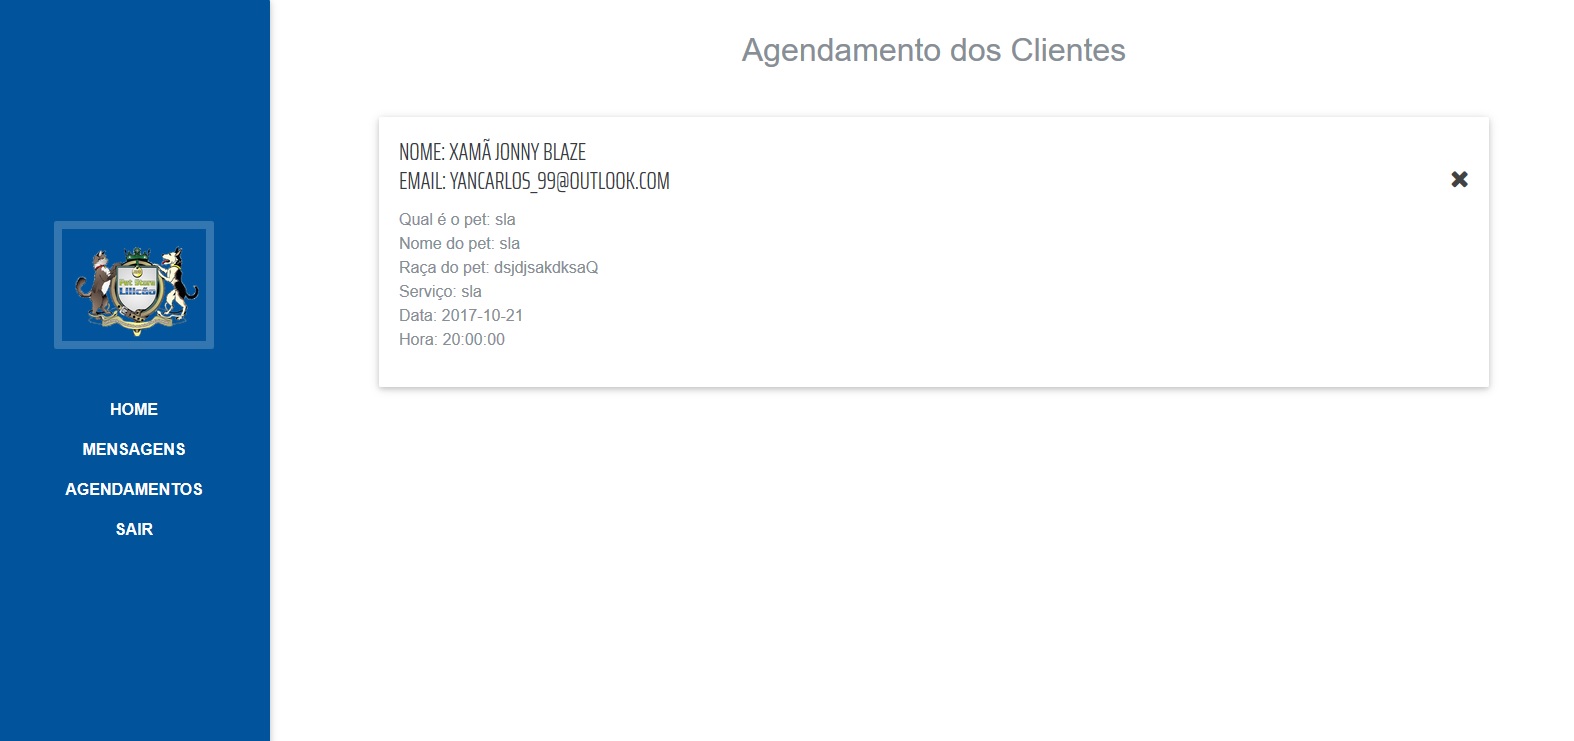 Agendamento dos Clientes
NOME: XAMÃ JONNY BLAZE
EMAIL: YANCARLOS_99@OUTLOOK.COM
Qual é o pet: sla
Nome do pet: sla
Raça do pet: dsjdjsakdksaQ
Serviço: sla
Data: 2017-10-21
Hora: 20:00:00
Pet Store
Lilicão
HOME
MENSAGENS
AGENDAMENTOS
SAIR